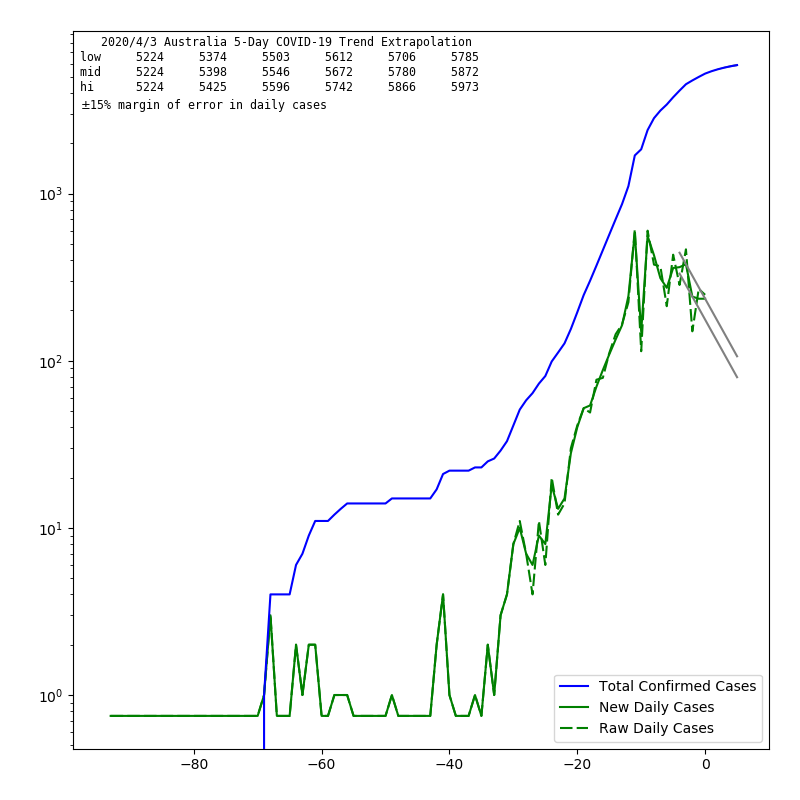 2020/4/3 Australia 5-Day COVID-19 Trend Extrapolation
low 5224 5374 5503 5612 5706 5785
mid 5224 5398 5546 5672 5780 5872
hi 5224 5425 5596 5742 5866 5973
±15% margin of error in daily cases
10³
10²
10¹
10⁰
Total Confirmed Cases
New Daily Cases
Raw Daily Cases
−80 −60 −40 −20 0